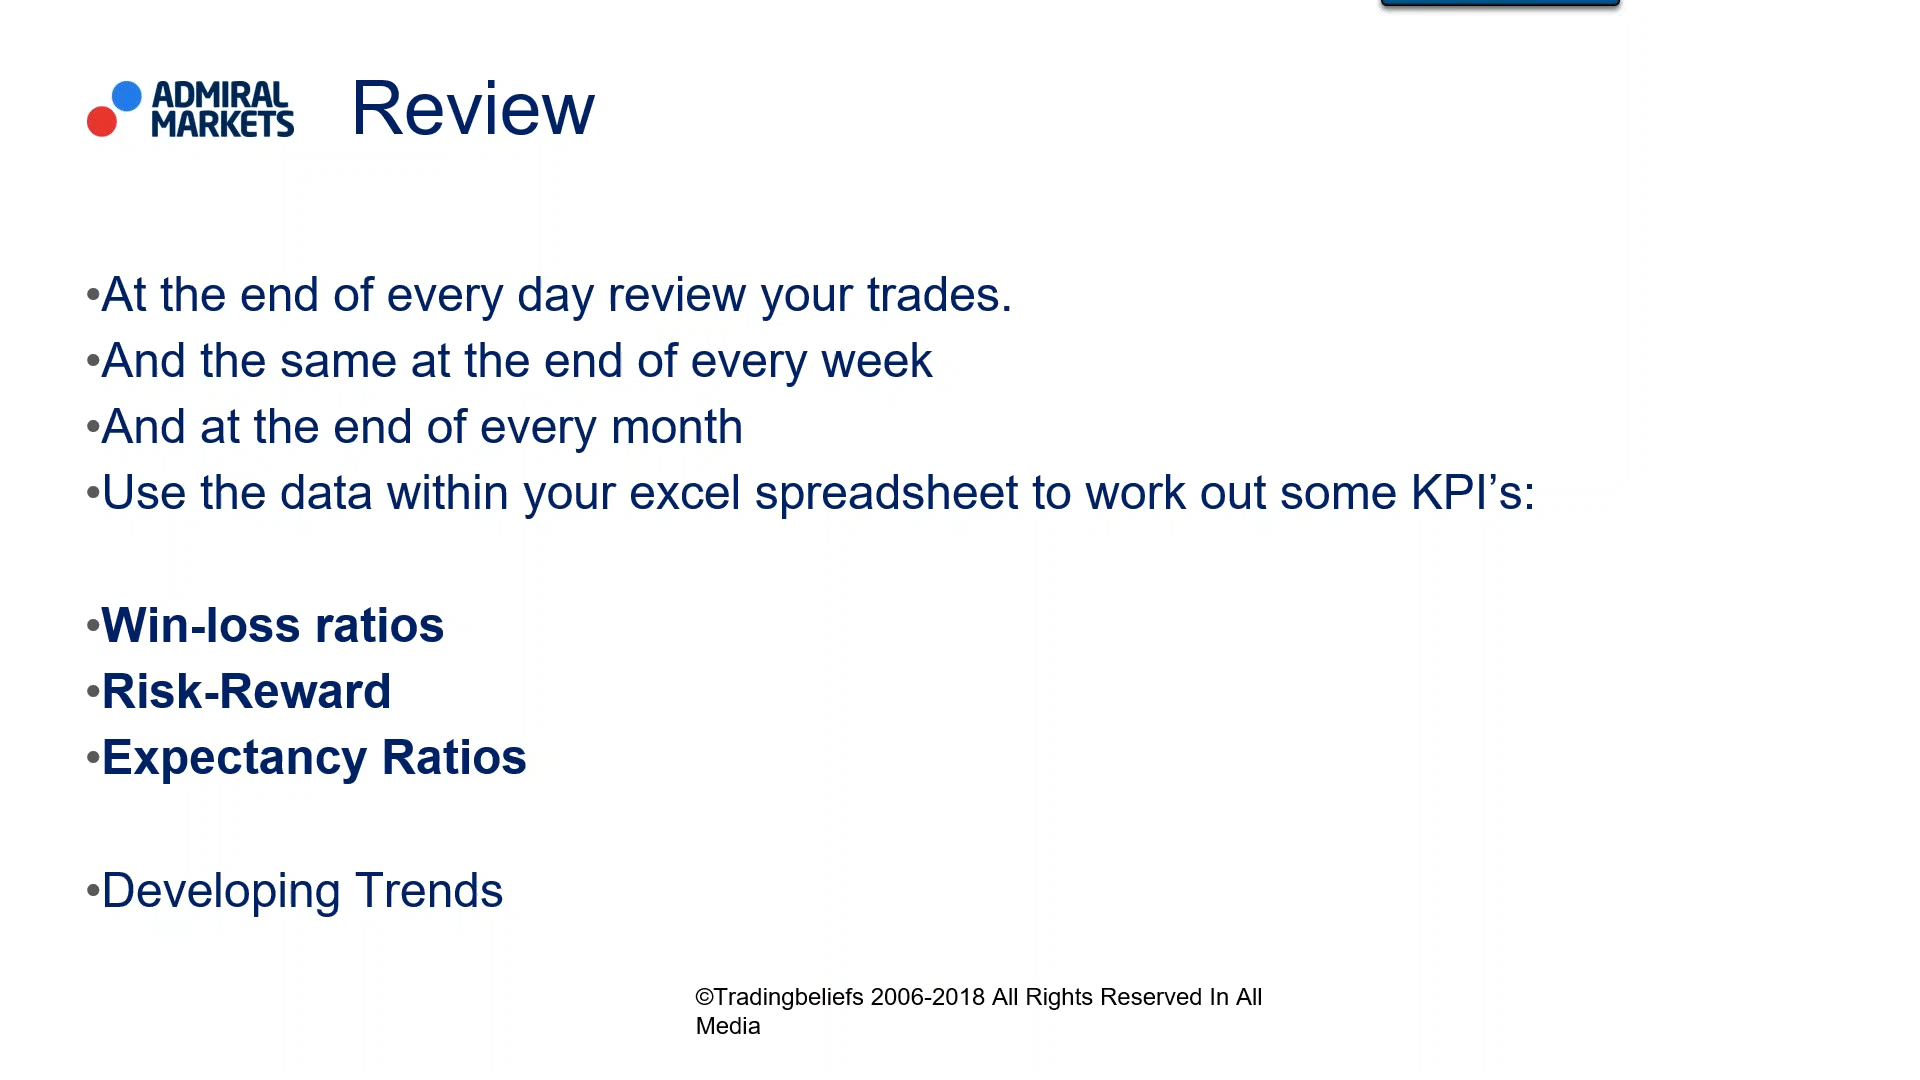 ADMIRAL
MARKETS
Review
•At the end of every day review your trades.
•And the same at the end of every week
•And at the end of every month
•Use the data within your excel spreadsheet to work out some KPI’s:
•Win-loss ratios
•Risk-Reward
•Expectancy Ratios
•Developing Trends
©Tradingbeliefs 2006-2018 All Rights Reserved In All
Media